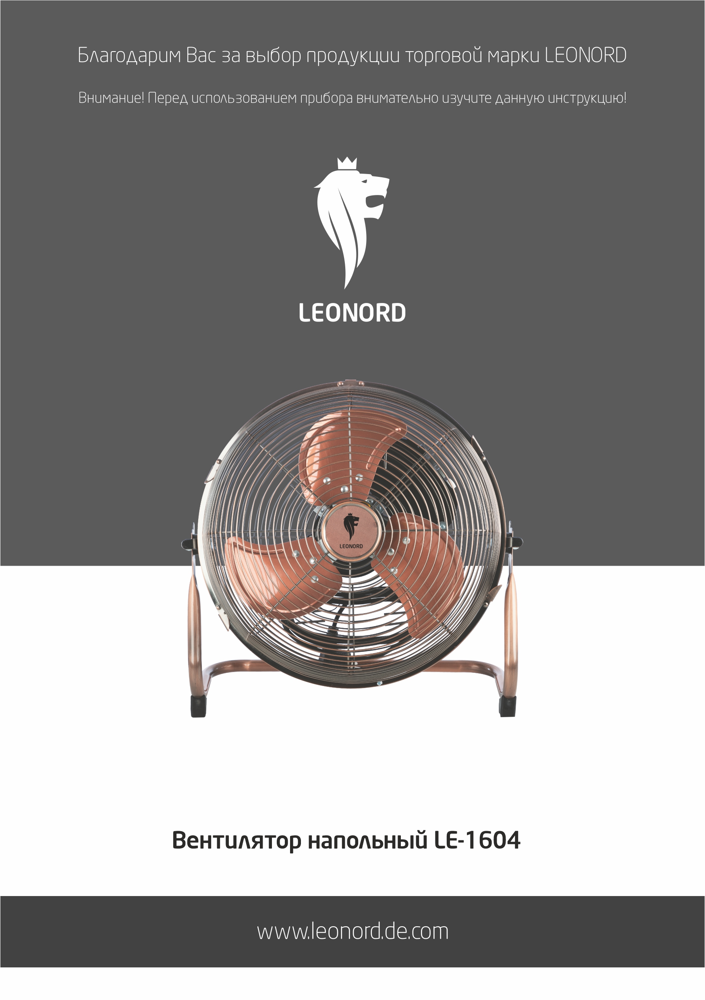 Благодарим Вас за выбор продукции торговой марки LEONORD
Внимание! Перед использованием прибора внимательно изучите данную инструкцию!
LEONORD
LEONORD
Вентилятор напольный LE-1604
www.leonord.de.com